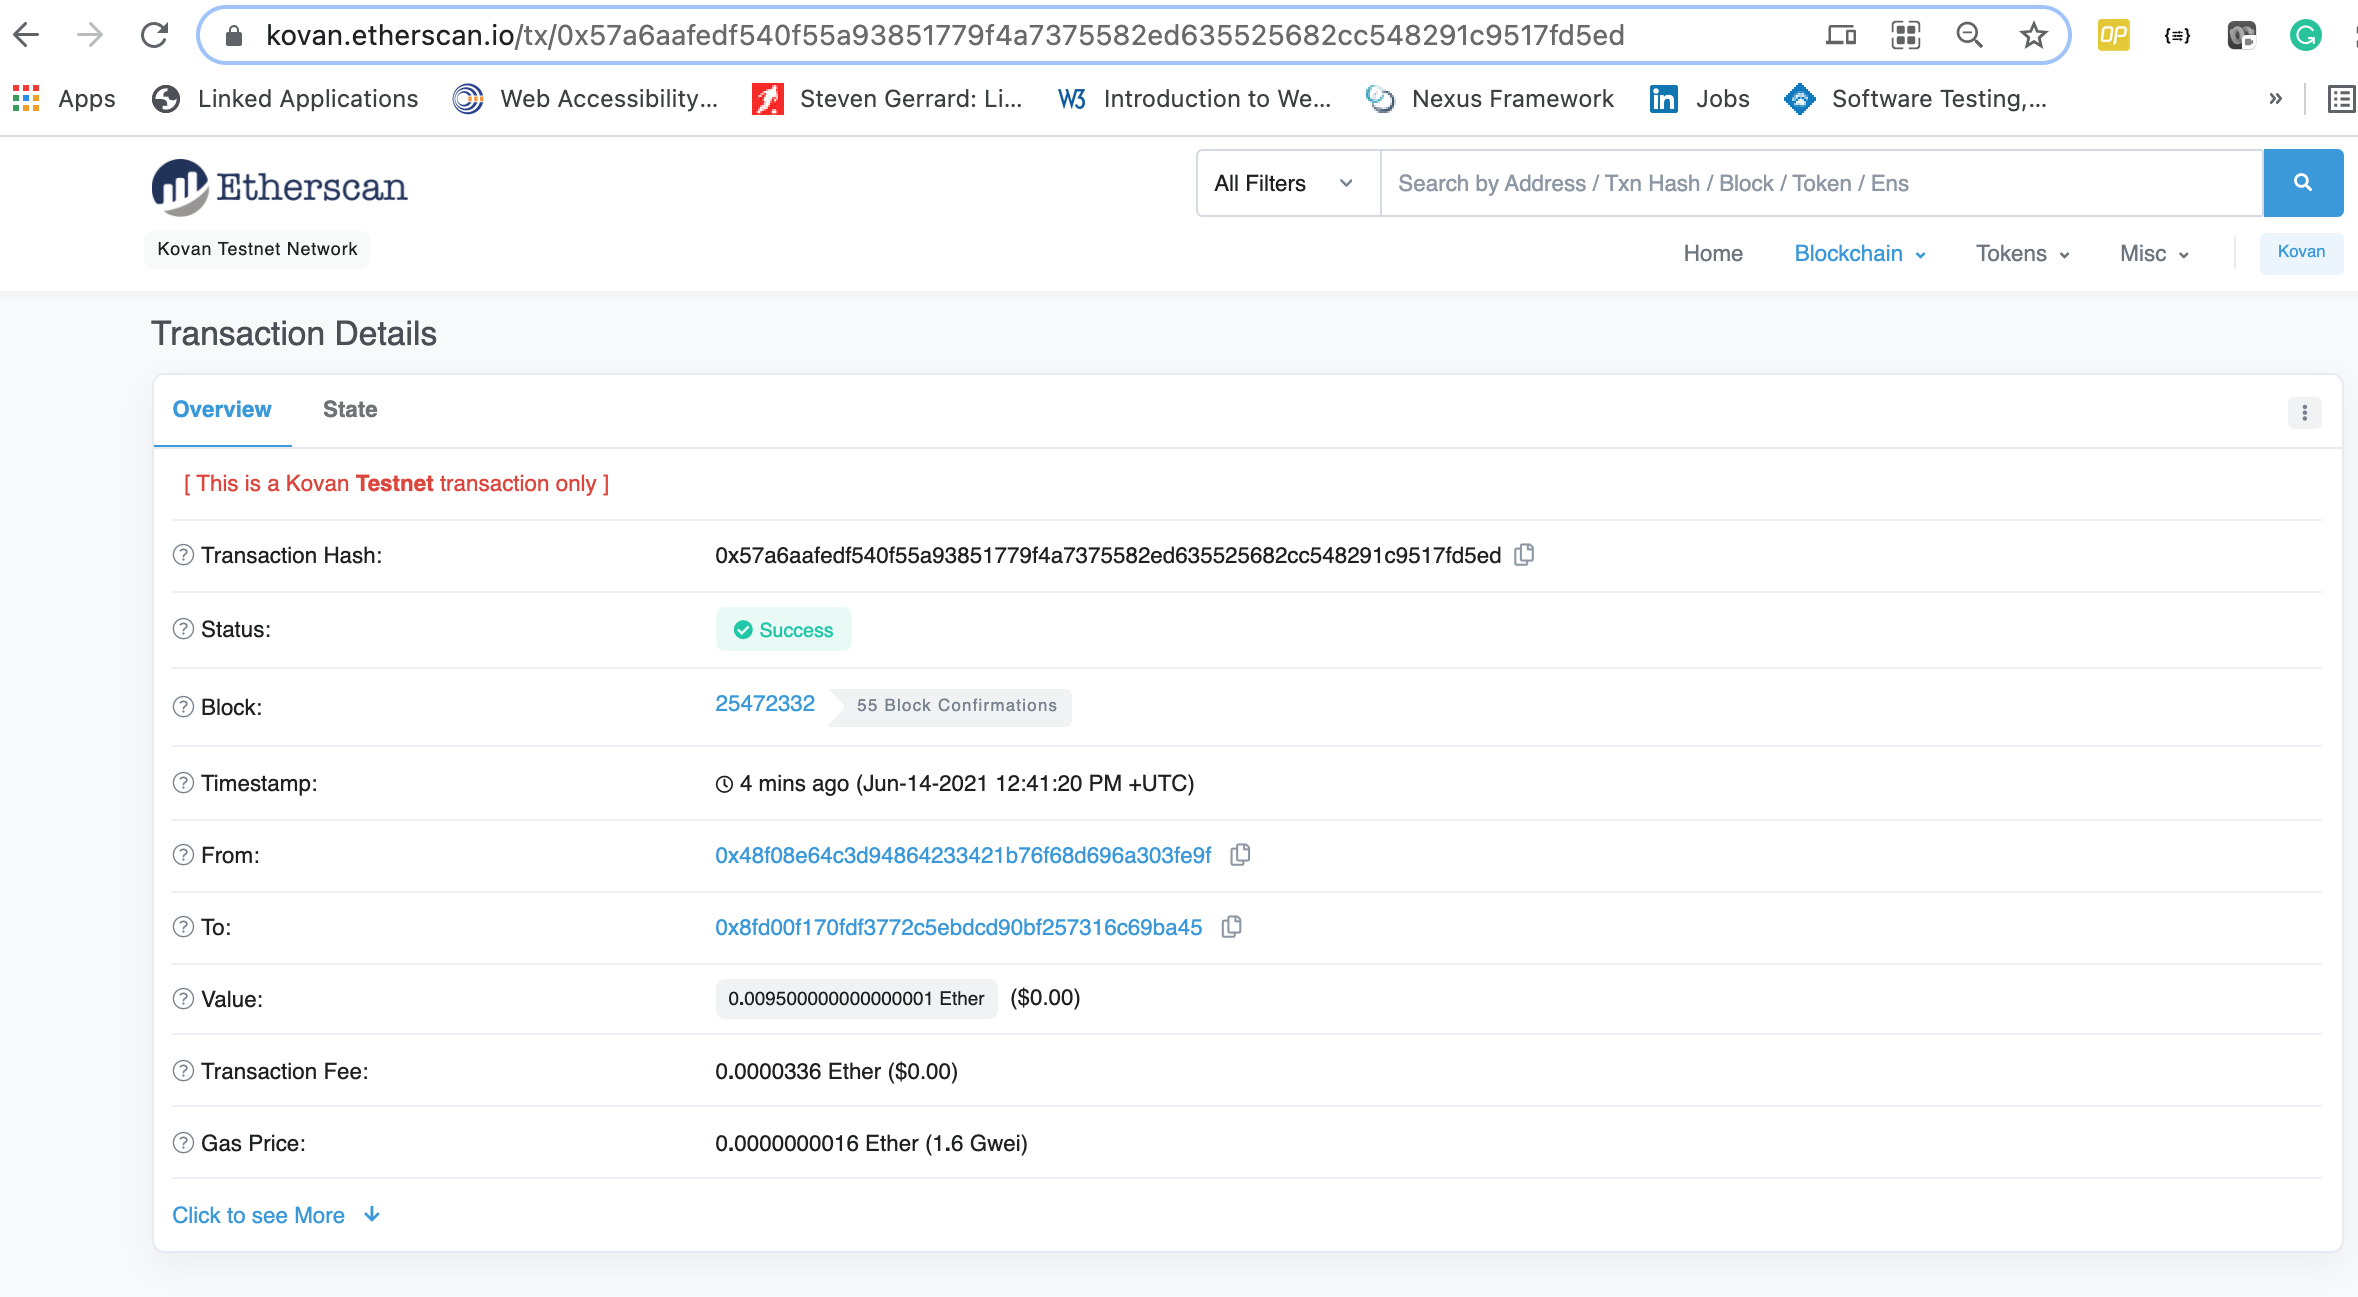 kovan.etherscan.io/tx/0x57a6aafedf540f55a93851779f4a7375582ed635525682cc548291c9517fd5ed
OP {≡} G
Apps Linked Applications Web Accessibility... Steven Gerrard: Li... W3 Introduction to We... Nexus Framework in Jobs Software Testing,... »
Etherscan
All Filters Search by Address / Txn Hash / Block / Token / Ens
Kovan Testnet Network
Home Blockchain Tokens Misc Kovan
Transaction Details
Overview State
[ This is a Kovan Testnet transaction only ]
Transaction Hash: 0x57a6aafedf540f55a93851779f4a7375582ed635525682cc548291c9517fd5ed
Status: Success
Block: 25472332 55 Block Confirmations
Timestamp: 4 mins ago (Jun-14-2021 12:41:20 PM +UTC)
From: 0x48f08e64c3d94864233421b76f68d696a303fe9f
To: 0x8fd00f170fdf3772c5ebdcd90bf257316c69ba45
Value: 0.009500000000000001 Ether ($0.00)
Transaction Fee: 0.0000336 Ether ($0.00)
Gas Price: 0.0000000016 Ether (1.6 Gwei)
Click to see More